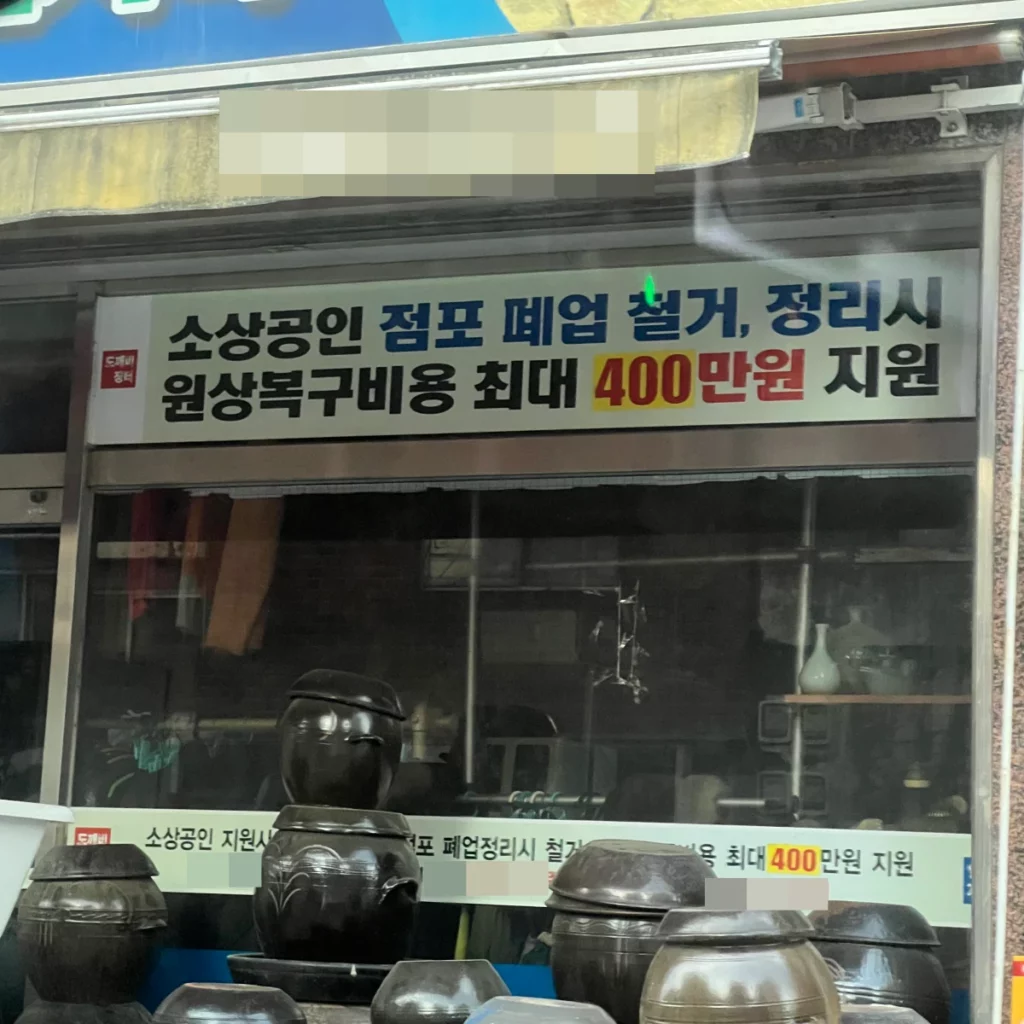 소상공인 점포 폐업 철거, 정리시
도깨비
장터
원상복구비용 최대 400만원 지원
도깨비
소상공인 지원사
점포 폐업정리시 철거
비용 최대 400만원 지원